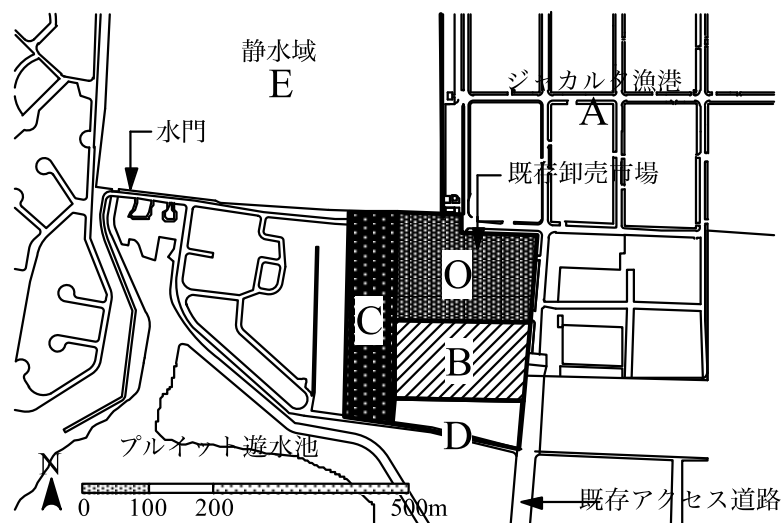 静水域
E
ジャカルタ漁港
A
水門
既存卸売市場
O
C
B
D
プルイット遊水池
N
0 100 200 500m
既存アクセス道路